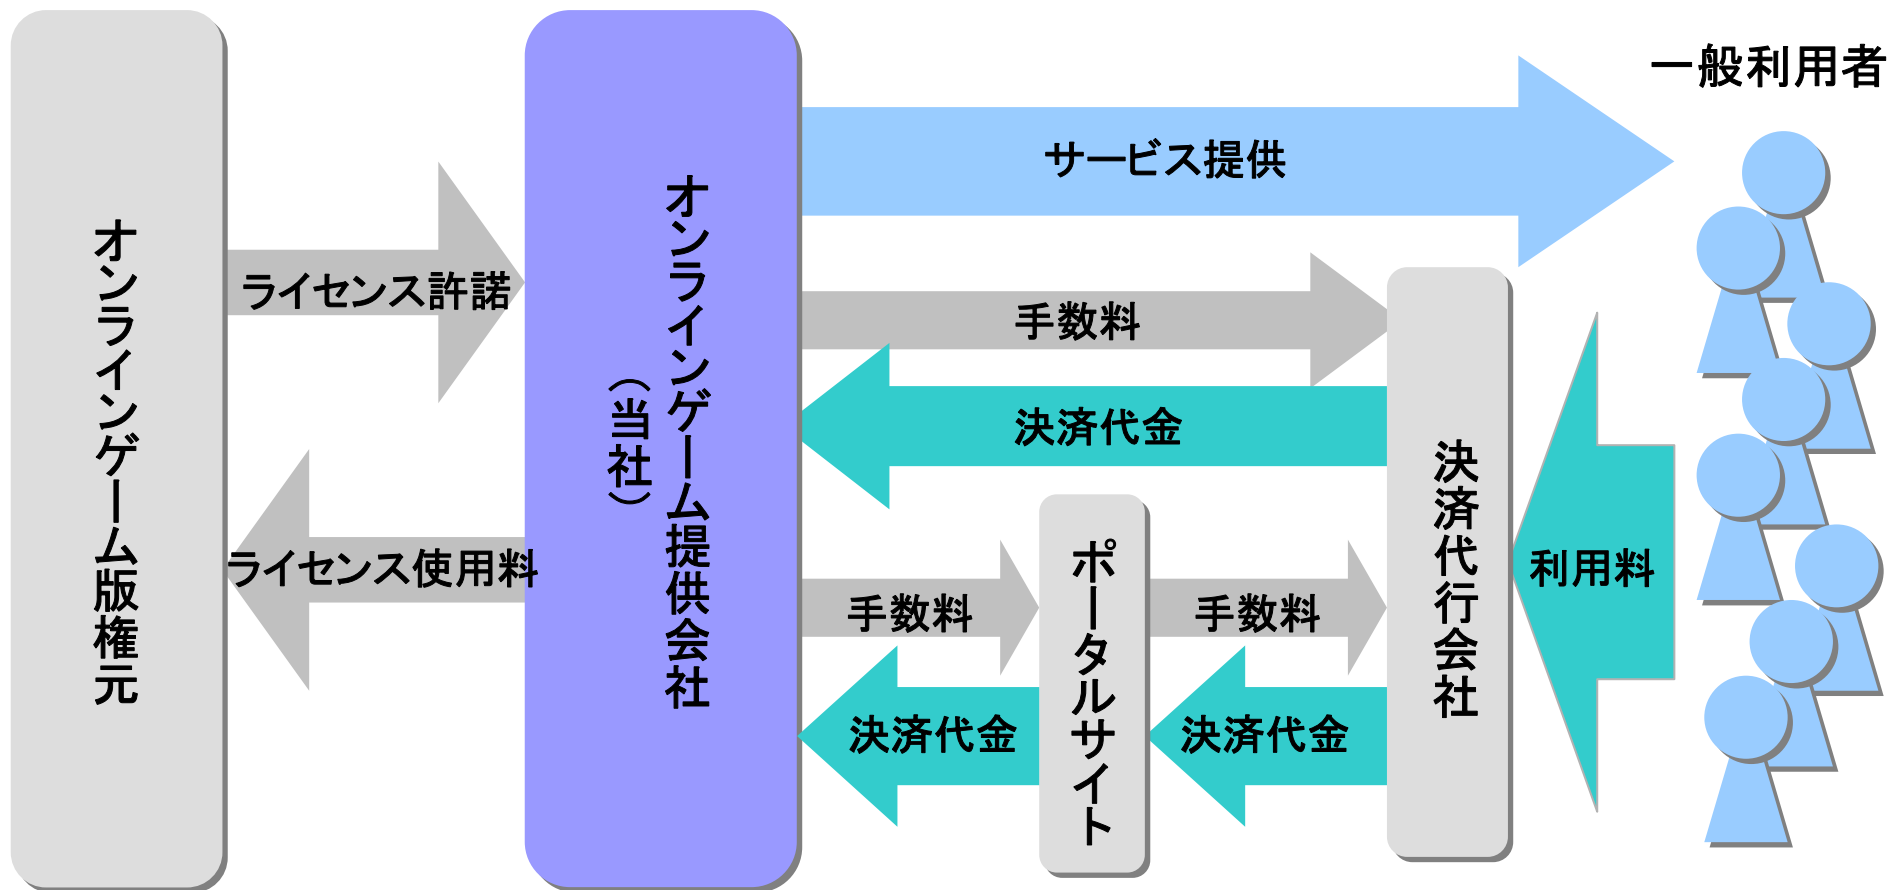 オンラインゲーム版権元
ライセンス許諾
ライセンス使用料
オンラインゲーム提供会社
（当社）
サービス提供
手数料
決済代金
手数料
決済代金
ポータルサイト
手数料
決済代金
決済代行会社
利用料
一般利用者